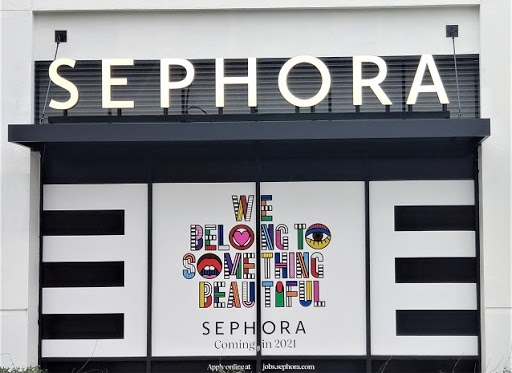 SEPHORA
WE
BELONG TO
SOMETHING
BEAUTIFUL
SEPHORA
Coming in 2021
Apply online at jobs.sephora.com